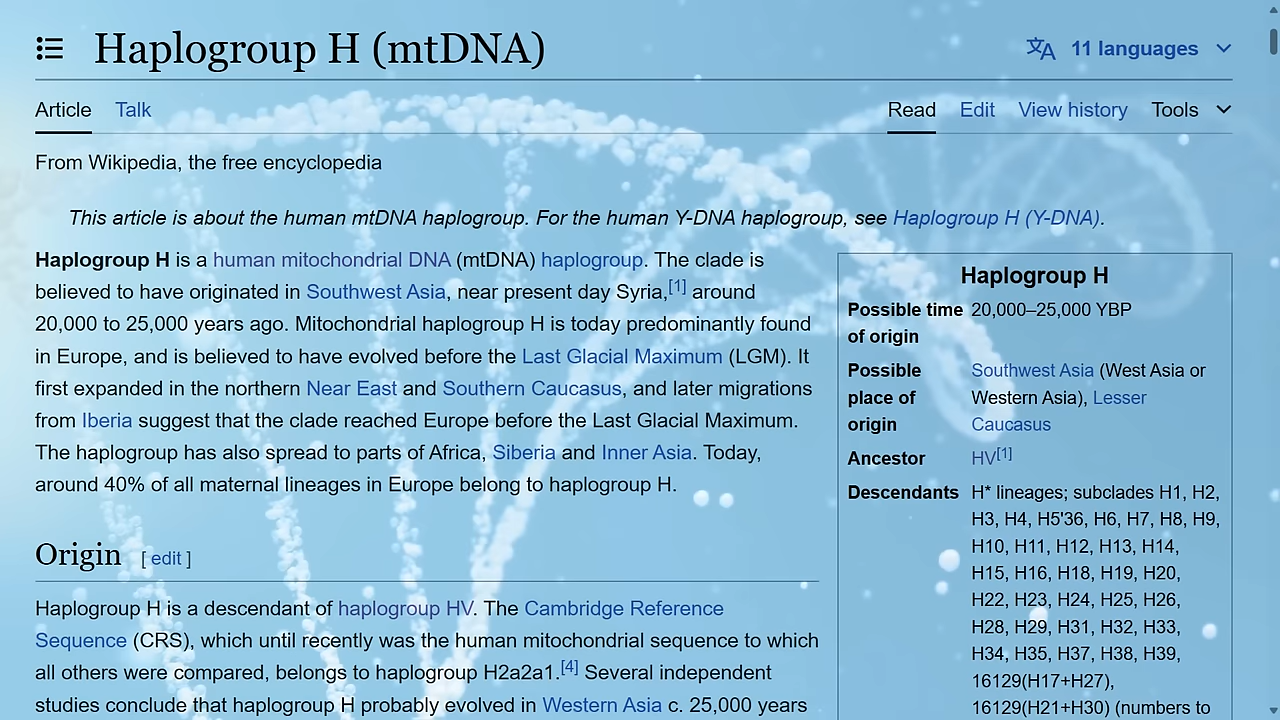 Haplogroup H (mtDNA)
11 languages
Article Talk
Read Edit View history Tools
From Wikipedia, the free encyclopedia
This article is about the human mtDNA haplogroup. For the human Y-DNA haplogroup, see Haplogroup H (Y-DNA).
Haplogroup H is a human mitochondrial DNA (mtDNA) haplogroup. The clade is
believed to have originated in Southwest Asia, near present day Syria,[1] around
20,000 to 25,000 years ago. Mitochondrial haplogroup H is today predominantly found
in Europe, and is believed to have evolved before the Last Glacial Maximum (LGM). It
first expanded in the northern Near East and Southern Caucasus, and later migrations
from Iberia suggest that the clade reached Europe before the Last Glacial Maximum.
The haplogroup has also spread to parts of Africa, Siberia and Inner Asia. Today,
around 40% of all maternal lineages in Europe belong to haplogroup H.
Origin [ edit ]
Haplogroup H is a descendant of haplogroup HV. The Cambridge Reference
Sequence (CRS), which until recently was the human mitochondrial sequence to which
all others were compared, belongs to haplogroup H2a2a1.[4] Several independent
studies conclude that haplogroup H probably evolved in Western Asia c. 25,000 years
Haplogroup H
Possible time 20,000–25,000 YBP
of origin
Possible Southwest Asia (West Asia or
place of Western Asia), Lesser
origin Caucasus
Ancestor HV[1]
Descendants H* lineages; subclades H1, H2,
H3, H4, H5'36, H6, H7, H8, H9,
H10, H11, H12, H13, H14,
H15, H16, H18, H19, H20,
H22, H23, H24, H25, H26,
H28, H29, H31, H32, H33,
H34, H35, H37, H38, H39,
16129(H17+H27),
16129(H21+H30) (numbers to